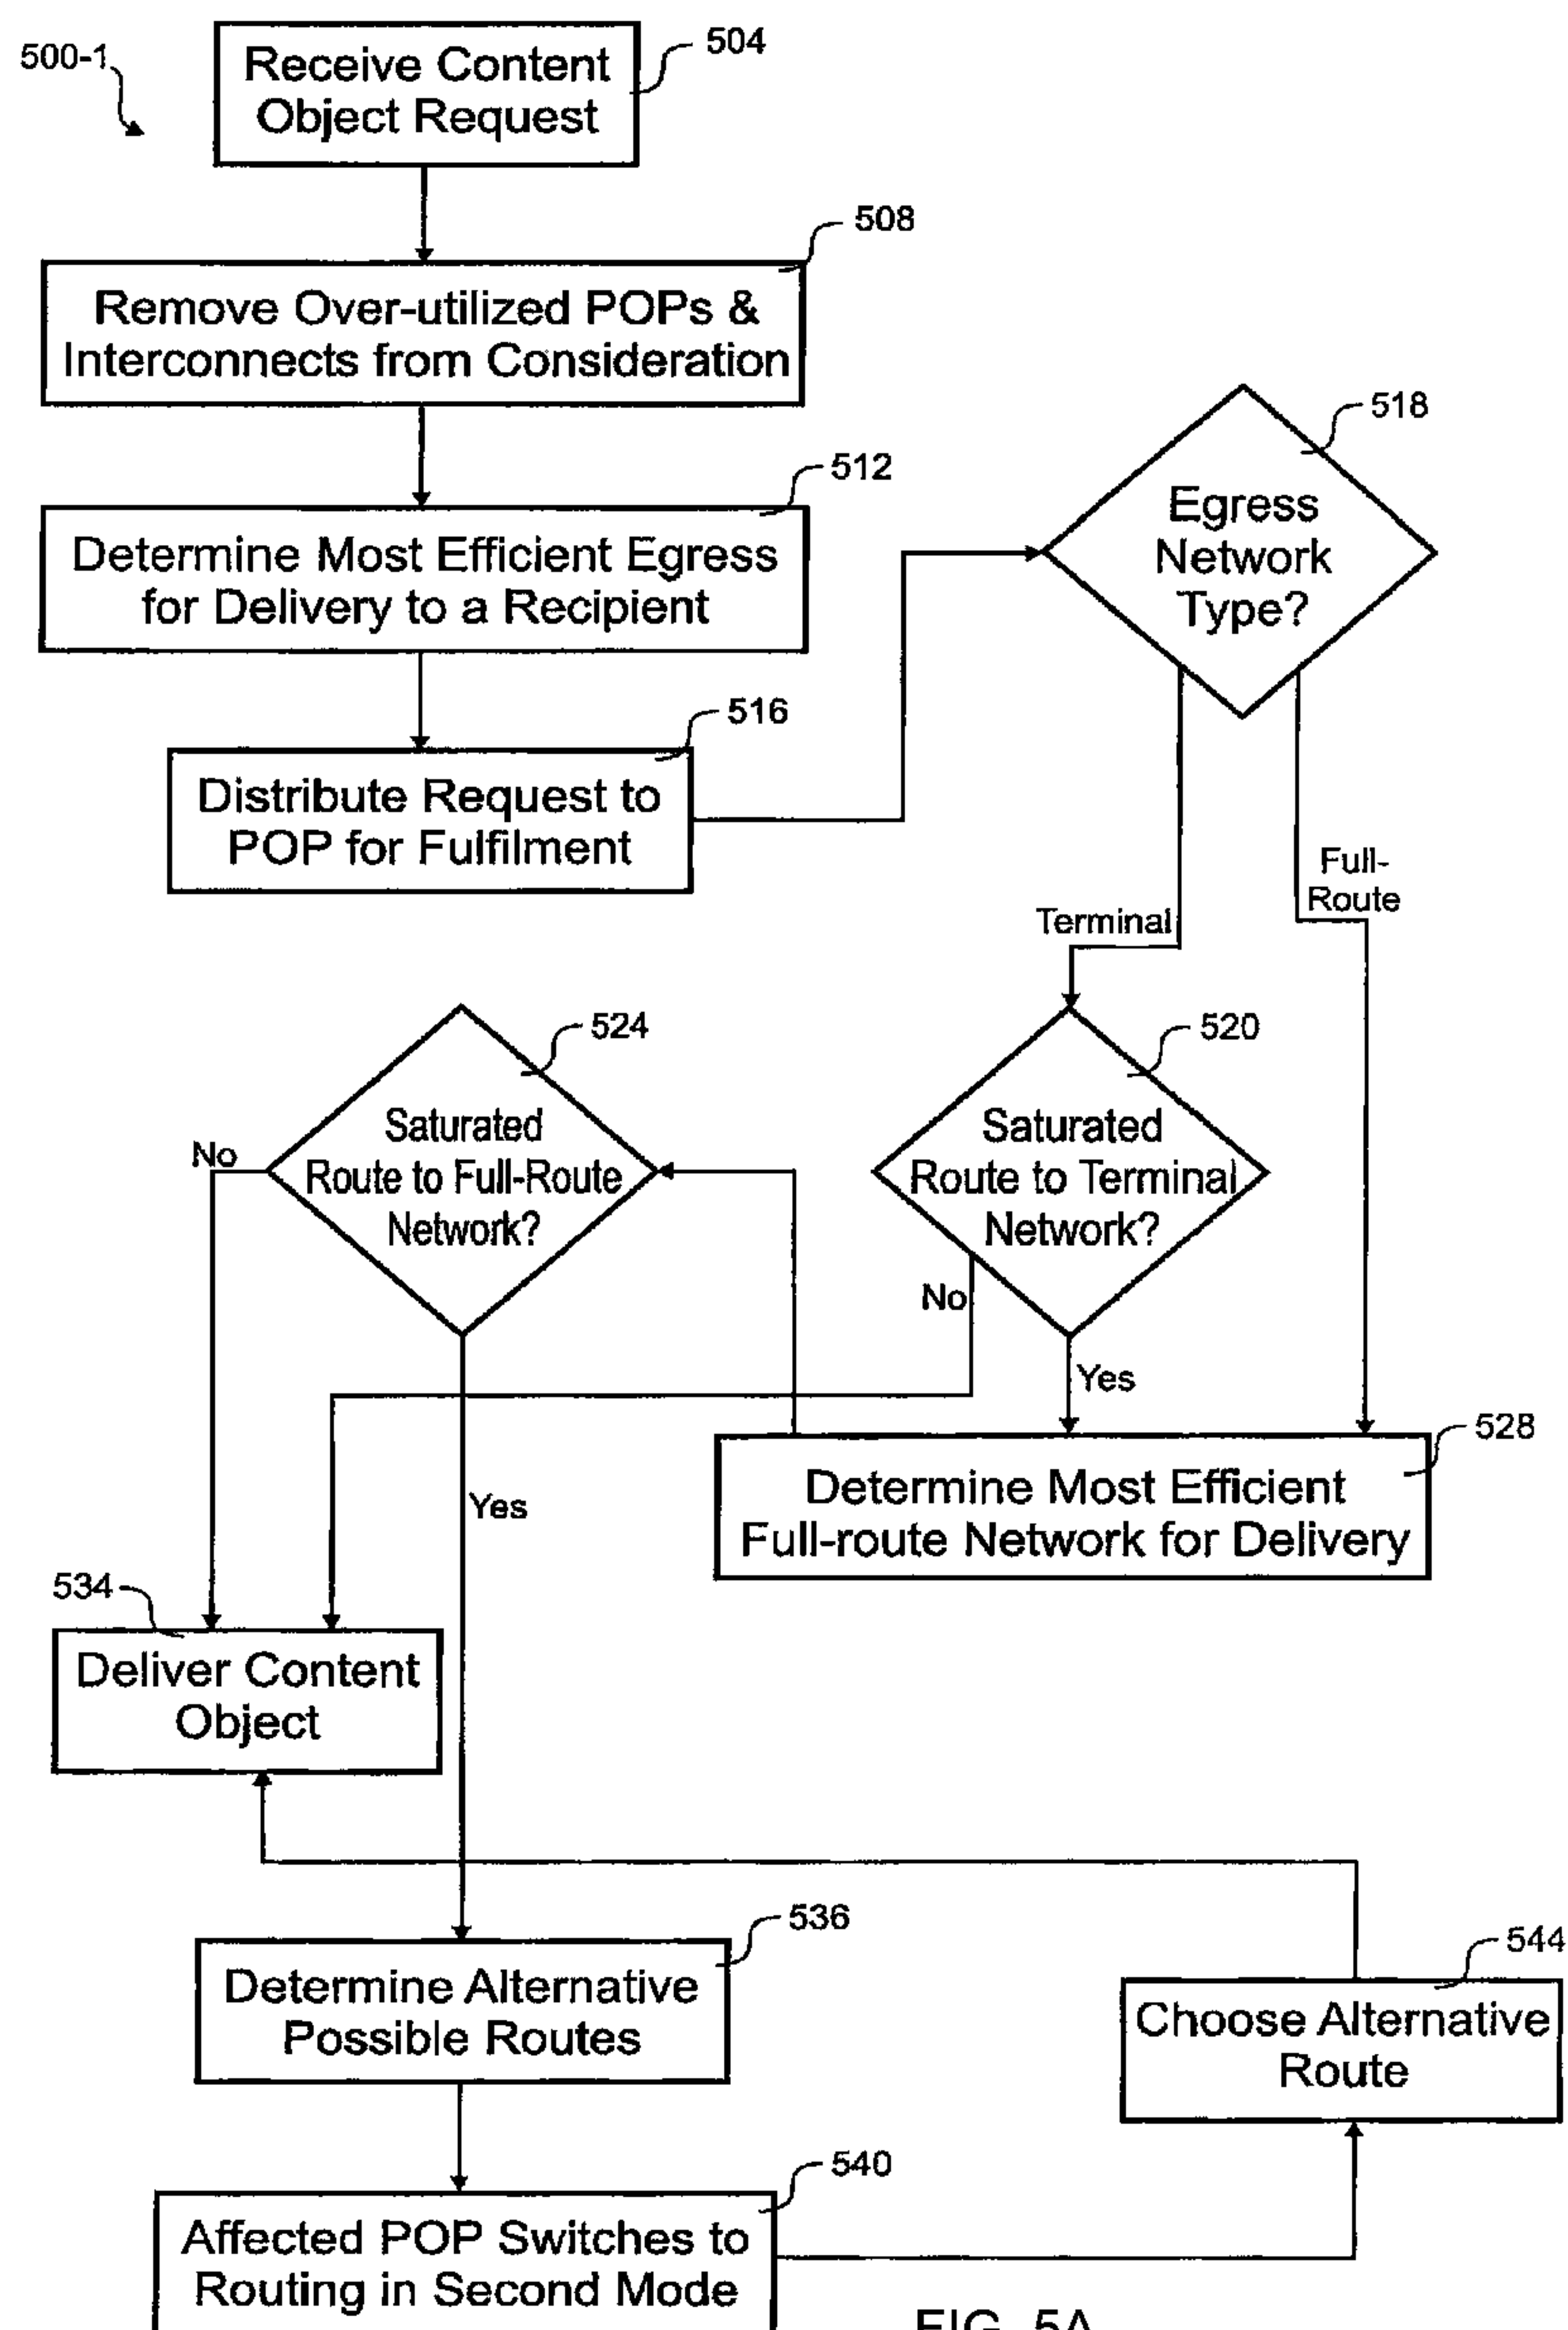 500-1
Receive Content
Object Request
504
508
Remove Over-utilized POPs &
Interconnects from Consideration
512
Determine Most Efficient Egress
for Delivery to a Recipient
516
Distribute Request to
POP for Fulfilment
518
Egress
Network
Type?
Terminal
Full-
Route
520
Saturated
Route to Terminal
Network?
No
Yes
524
Saturated
Route to Full-Route
Network?
No
Yes
528
Determine Most Efficient
Full-route Network for Delivery
534
Deliver Content
Object
536
Determine Alternative
Possible Routes
544
Choose Alternative
Route
540
Affected POP Switches to
Routing in Second Mode
FIG. 5A